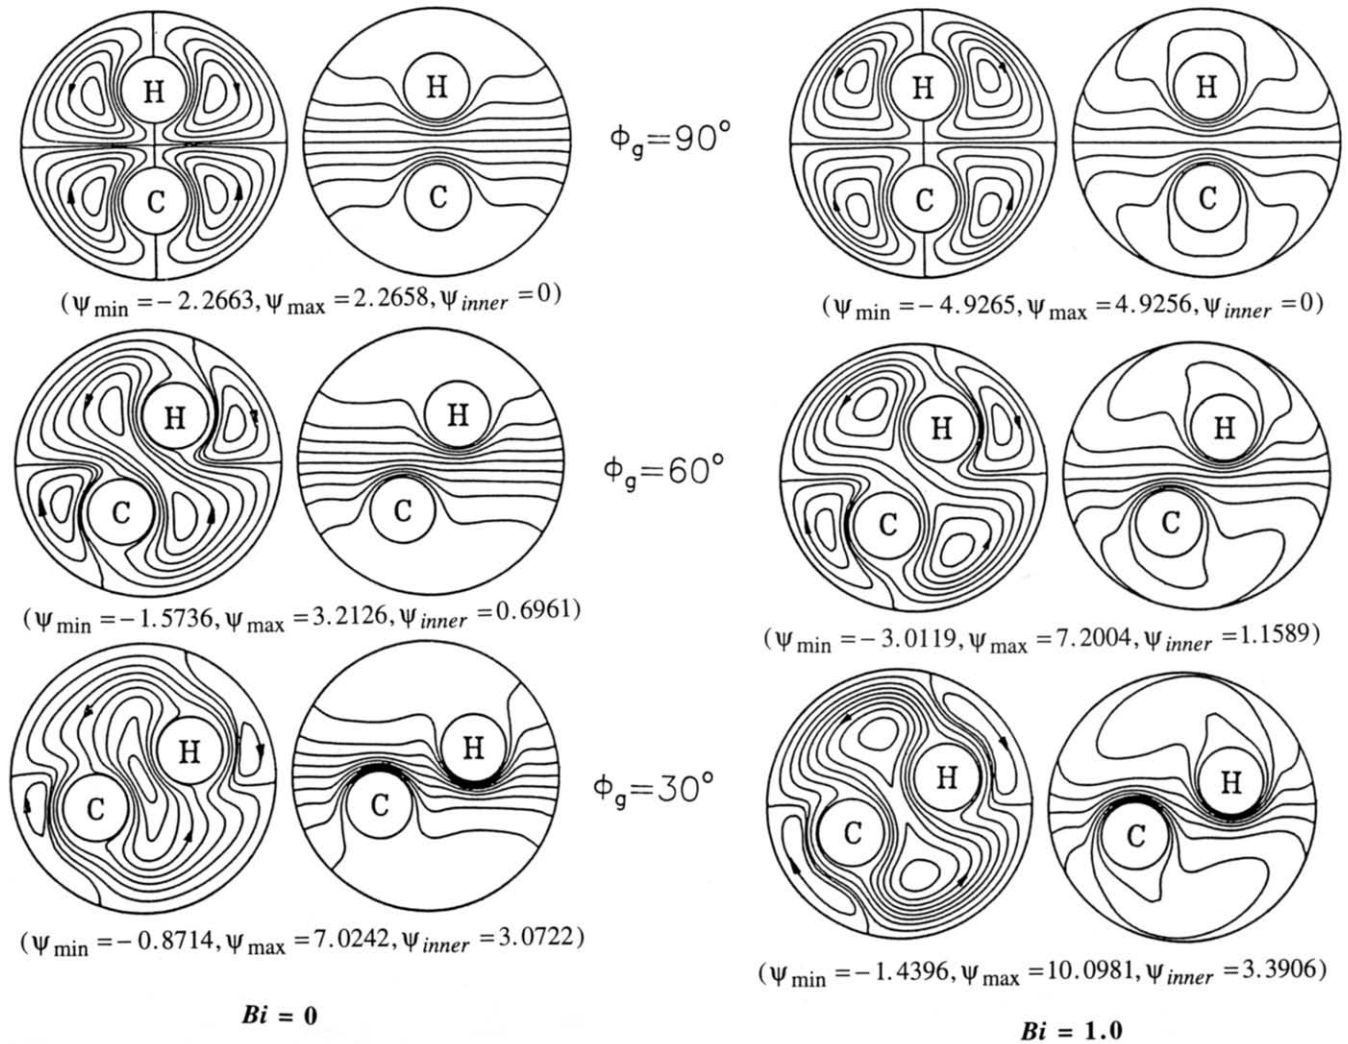 H H H H
ϕg=90°
C C C C
(ψmin =− 2.2663, ψmax =2.2658, ψinner =0) (ψmin =− 4.9265, ψmax =4.9256, ψinner =0)
H H H H
ϕg=60°
C C C C
(ψmin =− 1.5736, ψmax =3.2126, ψinner =0.6961) (ψmin =− 3.0119, ψmax =7.2004, ψinner =1.1589)
H H H H
ϕg=30°
C C C C
(ψmin =− 0.8714, ψmax =7.0242, ψinner =3.0722) (ψmin =− 1.4396, ψmax =10.0981, ψinner =3.3906)
Bi = 0 Bi = 1.0